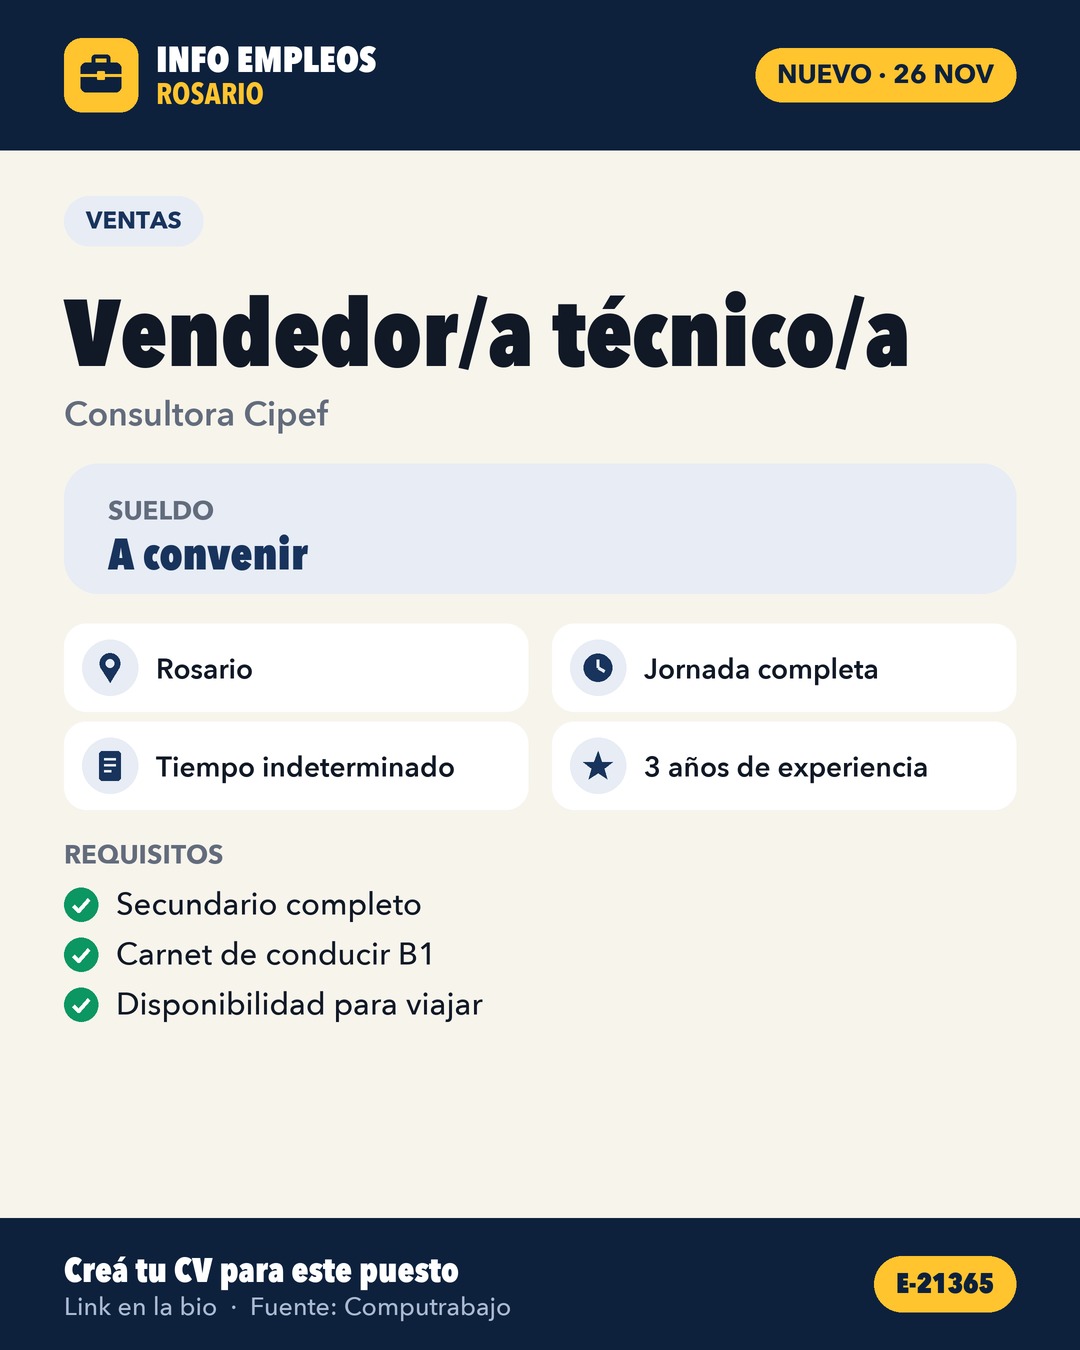 INFO EMPLEOS
ROSARIO
NUEVO · 26 NOV
VENTAS
Vendedor/a técnico/a
Consultora Cipef
SUELDO
A convenir
Rosario
Jornada completa
Tiempo indeterminado
3 años de experiencia
REQUISITOS
Secundario completo
Carnet de conducir B1
Disponibilidad para viajar
Creá tu CV para este puesto
Link en la bio · Fuente: Computrabajo
E-21365